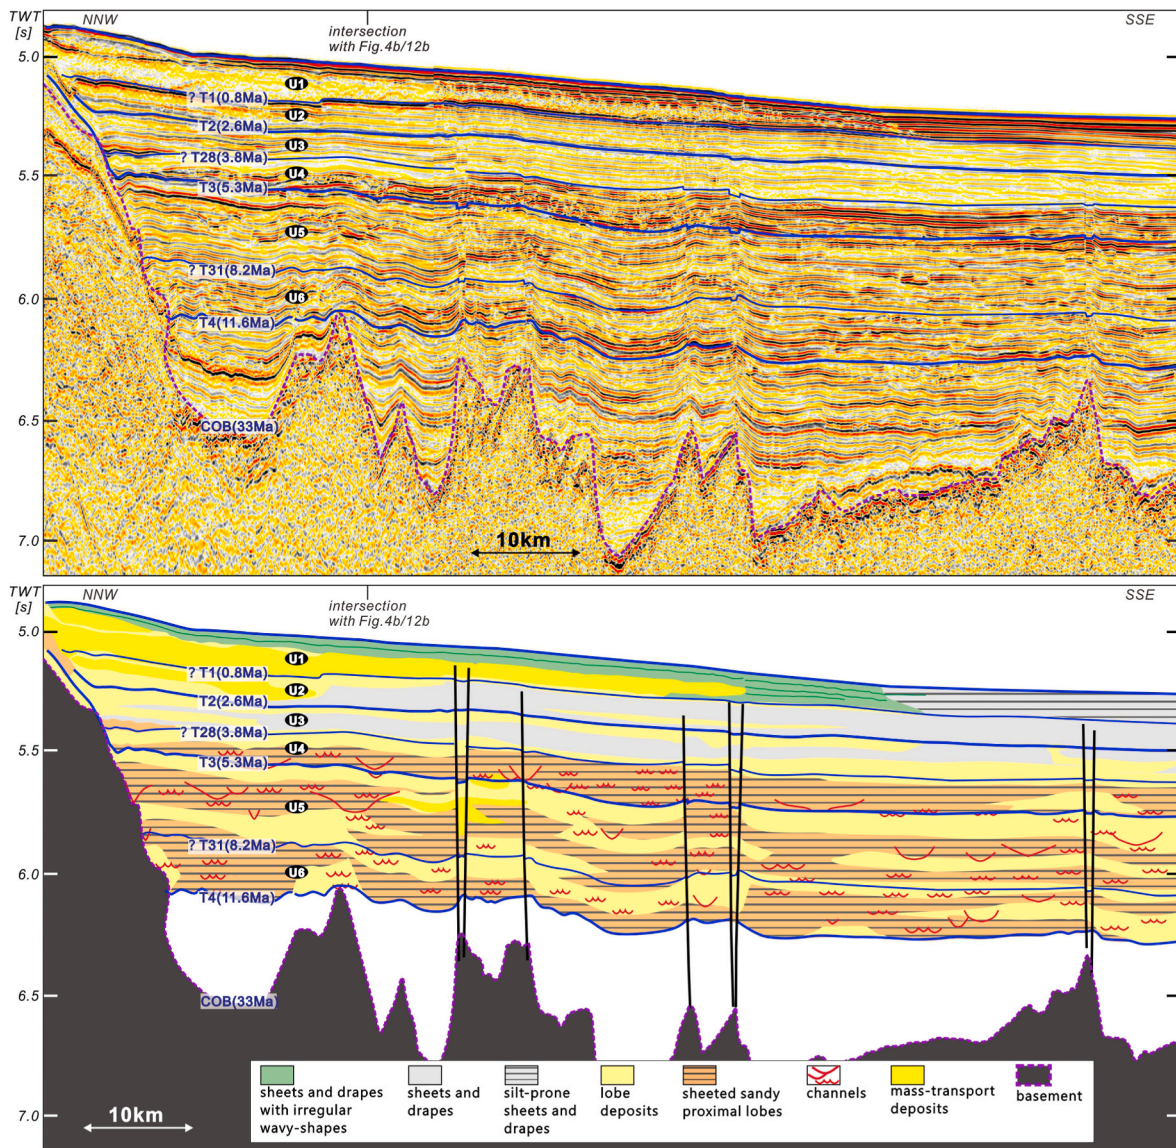 TWT
[s]
NNW
intersection
with Fig.4b/12b
SSE
5.0
U1
? T1(0.8Ma)
U2
T2(2.6Ma)
U3
? T28(3.8Ma)
U4
5.5
T3(5.3Ma)
U5
? T31(8.2Ma)
U6
6.0
T4(11.6Ma)
6.5
COB(33Ma)
7.0
10km
TWT
[s]
NNW
intersection
with Fig.4b/12b
SSE
5.0
U1
? T1(0.8Ma)
U2
T2(2.6Ma)
U3
? T28(3.8Ma)
U4
5.5
T3(5.3Ma)
U5
? T31(8.2Ma)
U6
6.0
T4(11.6Ma)
6.5
COB(33Ma)
7.0
10km
sheets and drapes
with irregular
wavy-shapes
sheets and
drapes
silt-prone
sheets and
drapes
lobe
deposits
sheeted sandy
proximal lobes
channels
mass-transport
deposits
basement